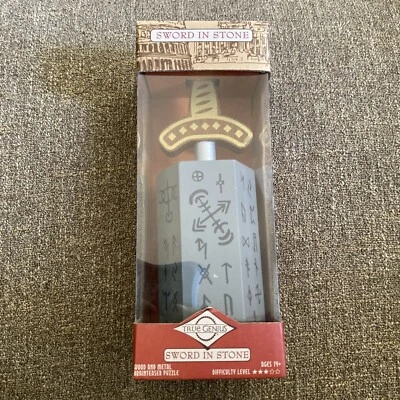 SWORD IN STONE
TRUE GENIUS
SWORD IN STONE
WOOD AND METAL
BRAINTEASER PUZZLE
AGES 14+
DIFFICULTY LEVEL ★★★☆☆